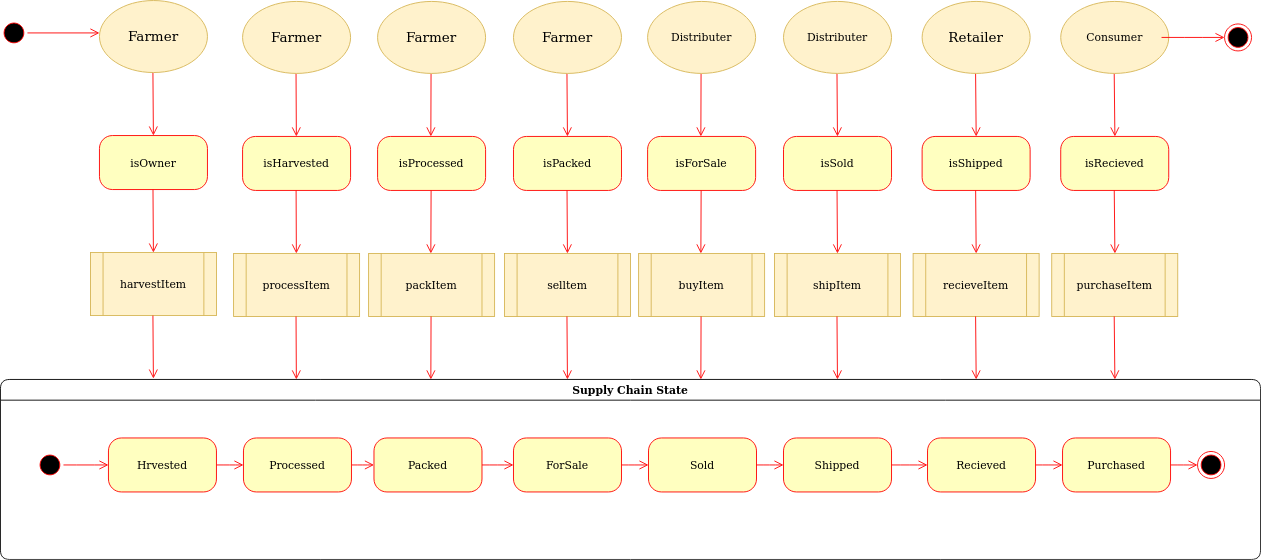 Farmer
Farmer
Farmer
Farmer
Distributer
Distributer
Retailer
Consumer
isOwner
isHarvested
isProcessed
isPacked
isForSale
isSold
isShipped
isRecieved
harvestItem
processItem
packItem
sellItem
buyItem
shipItem
recieveItem
purchaseItem
Supply Chain State
Hrvested
Processed
Packed
ForSale
Sold
Shipped
Recieved
Purchased